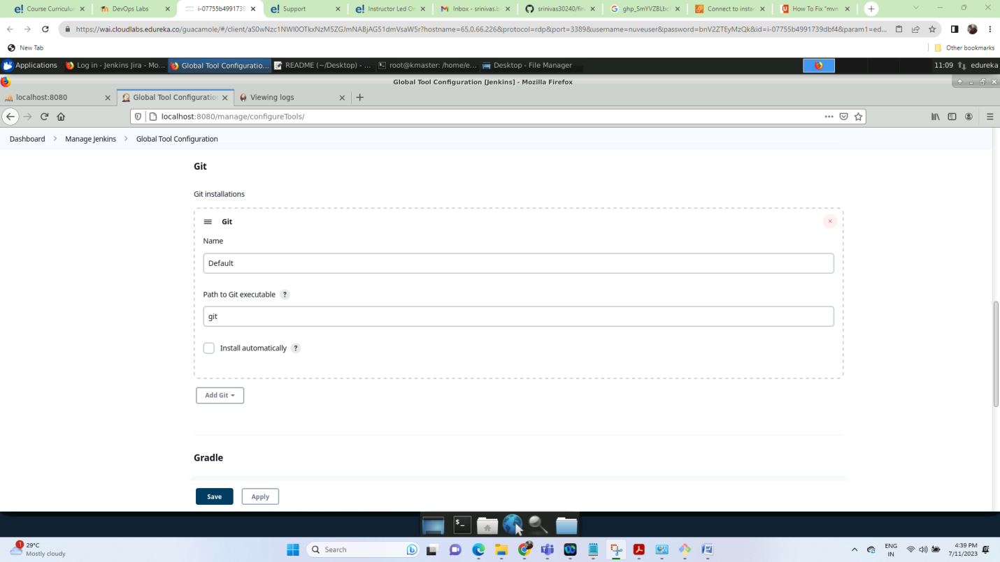 Course Curriculun
DevOps Labs
i-07755b4991739
Support
Instructor Led On
Inbox - srinivas.b
srinivas30240/fin
ghp_SmYVZBLbc
Connect to instan
How To Fix "mvn
https://wai.cloudlabs.edureka.co/guacamole/#/client/aS0wNzc1NWI0OTkxNzM5ZGJmNABjAG51dmVsaW5r?hostname=65.0.66.226&protocol=rdp&port=3389&username=nuveuser&password=bnV2ZTEyMzQk&id=i-07755b4991739dbf4&param1=ed...
New Tab
Other bookmarks
Applications
Log in - Jenkins Jira - Mo...
Global Tool Configuratio...
README (~/Desktop) - ...
root@kmaster: /home/e...
Desktop - File Manager
11:09
edureka
Global Tool Configuration [Jenkins] - Mozilla Firefox
localhost:8080
Global Tool Configuratio
Viewing logs
localhost:8080/manage/configureTools/
Dashboard > Manage Jenkins > Global Tool Configuration
Git
Git installations
Git
Name
Default
Path to Git executable ?
git
Install automatically ?
Add Git
Gradle
Save
Apply
1
29°C
Mostly cloudy
Search
ENG
IN
4:39 PM
7/11/2023